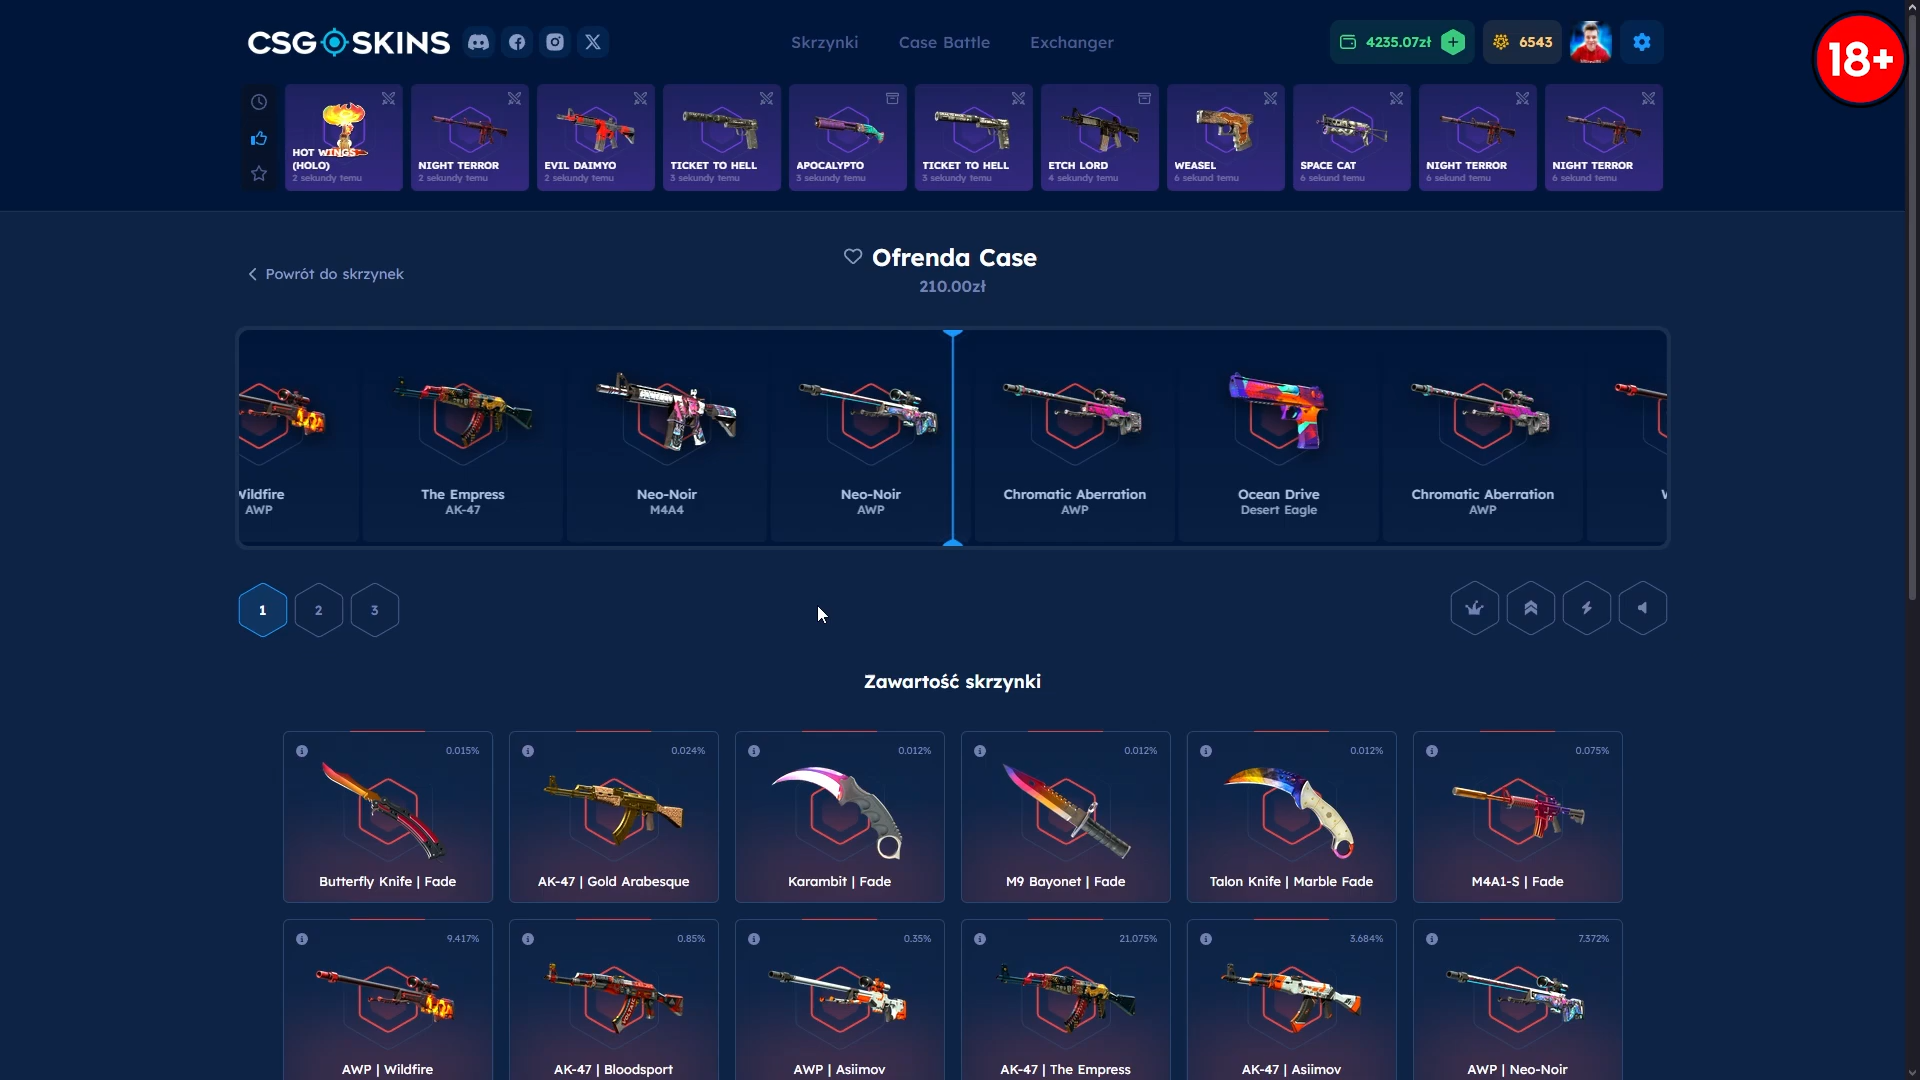 CSG SKINS
Skrzynki
Case Battle
Exchanger
4235.07zł
6543
18+
HOT WINGS (HOLO)
2 sekundy temu
NIGHT TERROR
2 sekundy temu
EVIL DAIMYO
2 sekundy temu
TICKET TO HELL
3 sekundy temu
APOCALYPTO
3 sekundy temu
TICKET TO HELL
3 sekundy temu
ETCH LORD
4 sekundy temu
WEASEL
6 sekund temu
SPACE CAT
6 sekund temu
NIGHT TERROR
6 sekund temu
NIGHT TERROR
6 sekund temu
Powrót do skrzynek
Ofrenda Case
210.00zł
Wildfire
AWP
The Empress
AK-47
Neo-Noir
M4A4
Neo-Noir
AWP
Chromatic Aberration
AWP
Ocean Drive
Desert Eagle
Chromatic Aberration
AWP
1
2
3
Zawartość skrzynki
0.015%
Butterfly Knife | Fade
0.024%
AK-47 | Gold Arabesque
0.012%
Karambit | Fade
0.012%
M9 Bayonet | Fade
0.012%
Talon Knife | Marble Fade
0.075%
M4A1-S | Fade
9.417%
AWP | Wildfire
0.85%
AK-47 | Bloodsport
0.35%
AWP | Asiimov
21.075%
AK-47 | The Empress
3.684%
AK-47 | Asiimov
7.372%
AWP | Neo-Noir